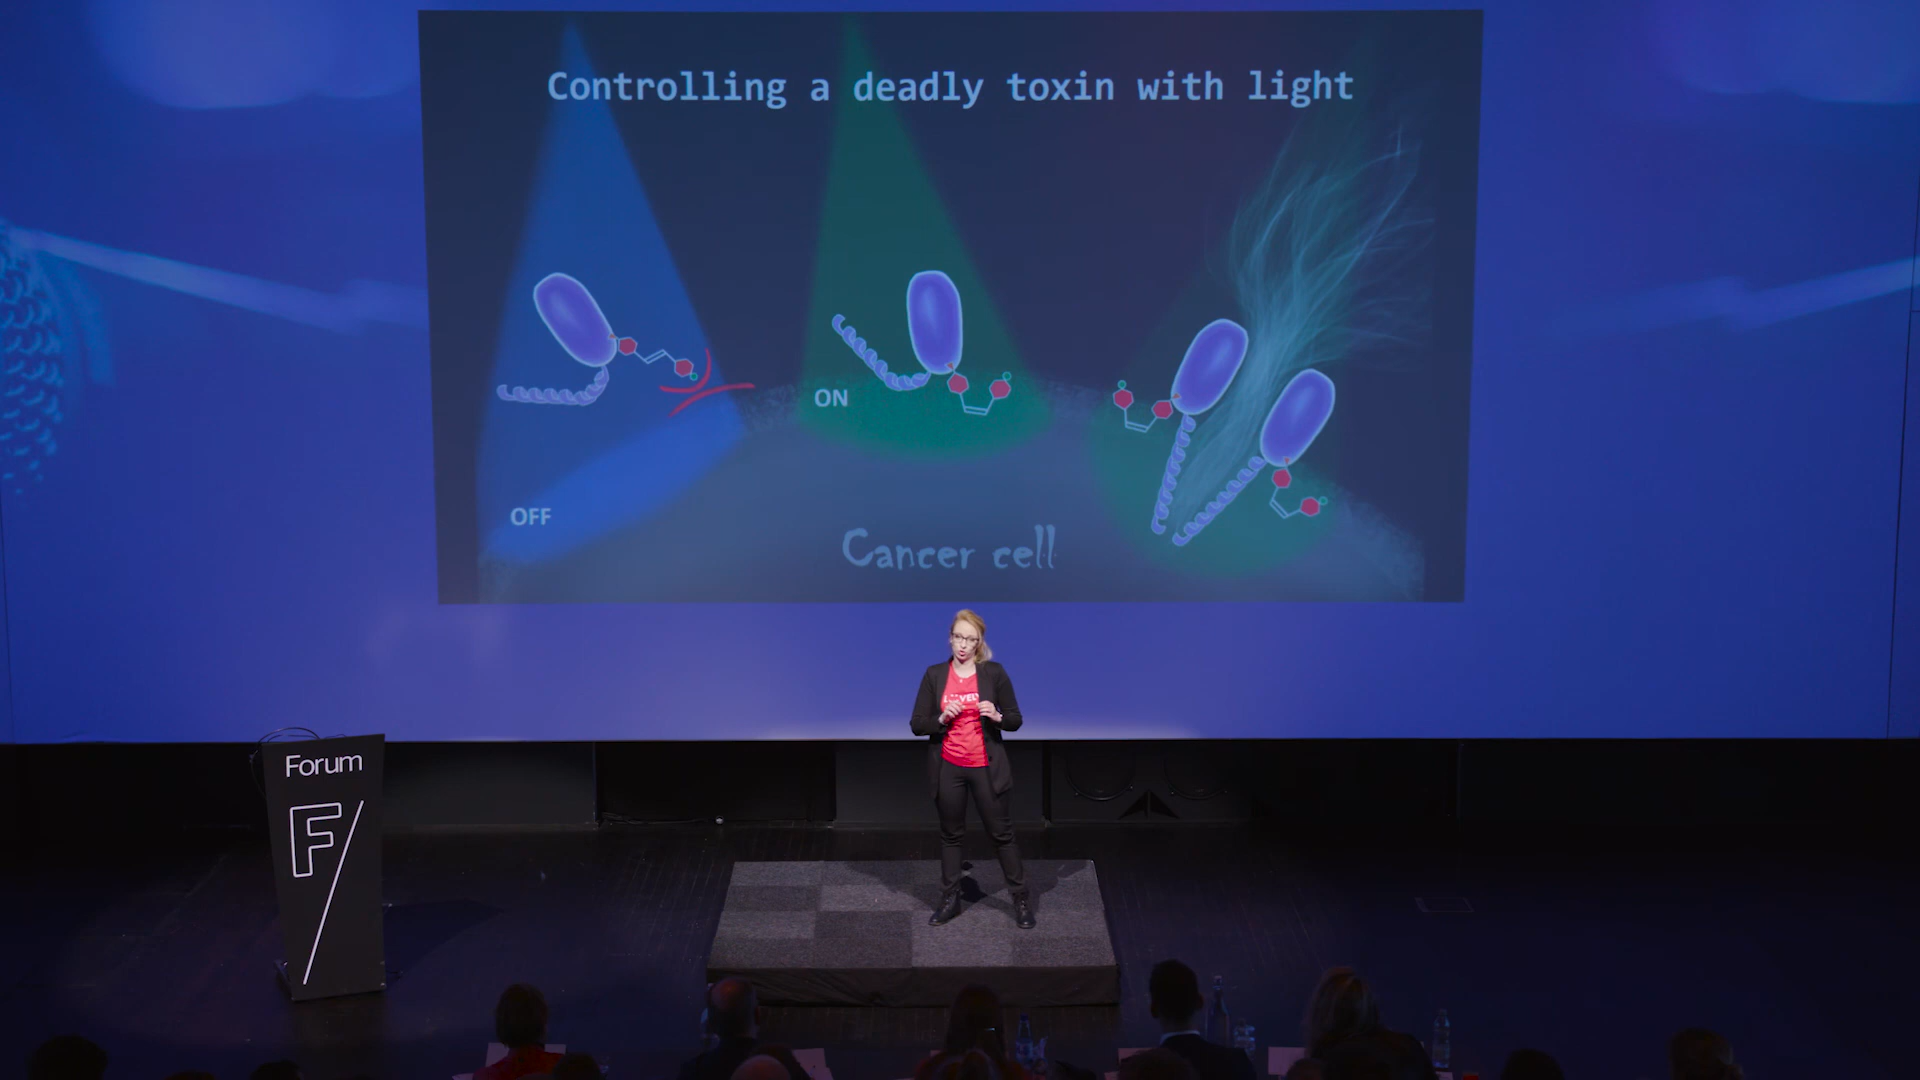 Controlling a deadly toxin with light
ON
OFF
Cancer cell
Forum
F/